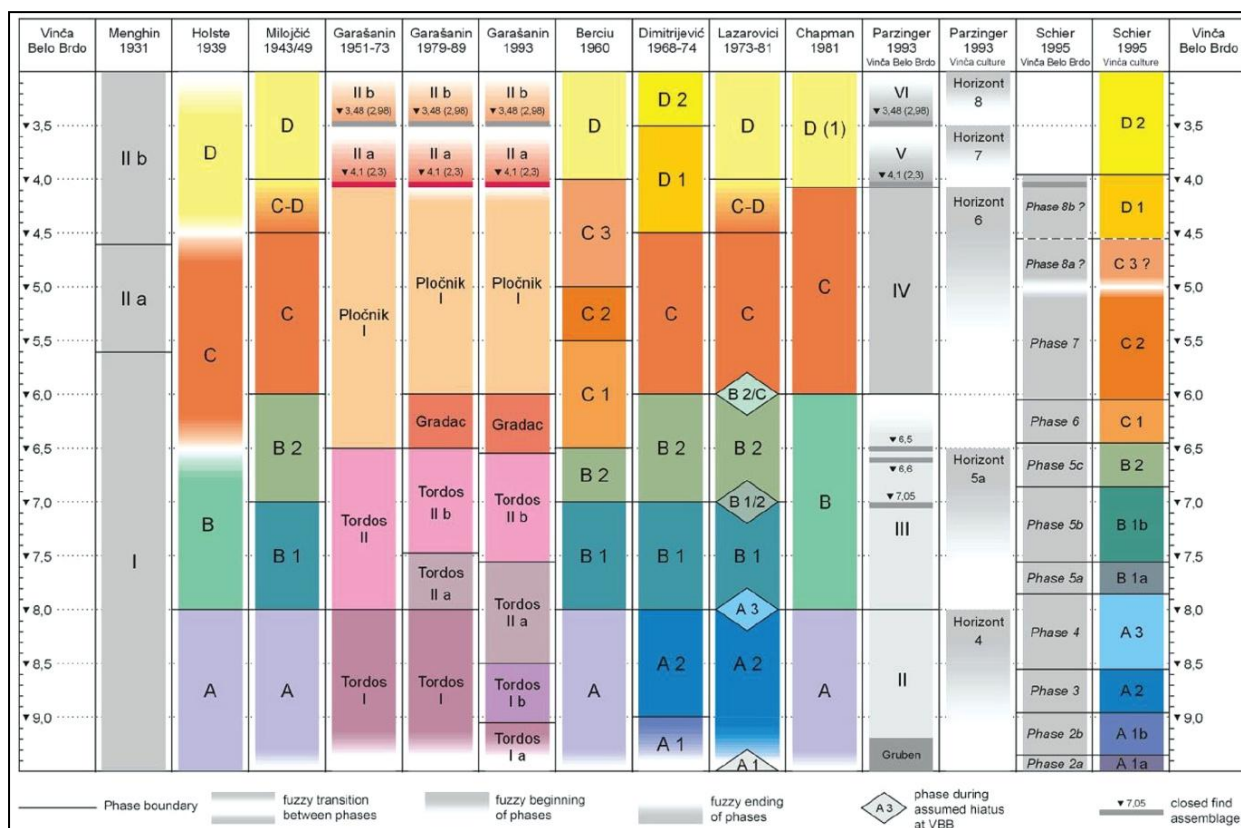 Vinča
Belo Brdo
Menghin
1931
Holste
1939
Milojčić
1943/49
Garašanin
1951-73
Garašanin
1979-89
Garašanin
1993
Berciu
1960
Dimitrijević
1968-74
Lazarovici
1973-81
Chapman
1981
Parzinger
1993
Vinča Belo Brdo
Parzinger
1993
Vinča culture
Schier
1995
Vinča Belo Brdo
Schier
1995
Vinča culture
Vinča
Belo Brdo
▼3,5
▼4,0
▼4,5
▼5,0
▼5,5
▼6,0
▼6,5
▼7,0
▼7,5
▼8,0
▼8,5
▼9,0
II b
II a
I
D
C
B
A
D
C-D
C
B 2
B 1
A
II b
▼3,48 (2,98)
II a
▼4,1 (2,3)
Pločnik
I
Tordos
II
Tordos
I
II b
▼3,48 (2,98)
II a
▼4,1 (2,3)
Pločnik
I
Gradac
Tordos
II b
Tordos
II a
Tordos
I
II b
▼3,48 (2,98)
II a
▼4,1 (2,3)
Pločnik
I
Gradac
Tordos
II b
Tordos
II a
Tordos
I b
Tordos
I a
D
C 3
C 2
C 1
B 2
B 1
A
D 2
D 1
C
B 2
B 1
A 2
A 1
D
C-D
C
B 2/C
B 2
B 1/2
B 1
A 3
A 2
A 1
D (1)
C
B
A
VI
▼3,48 (2,98)
V
▼4,1 (2,3)
IV
▼6,5
▼6,6
▼7,05
III
II
Gruben
Horizont
8
Horizont
7
Horizont
6
Horizont
5a
Horizont
4
Phase 8b ?
Phase 8a ?
Phase 7
Phase 6
Phase 5c
Phase 5b
Phase 5a
Phase 4
Phase 3
Phase 2b
Phase 2a
D 2
D 1
C 3 ?
C 2
C 1
B 2
B 1b
B 1a
A 3
A 2
A 1b
A 1a
▼3,5
▼4,0
▼4,5
▼5,0
▼5,5
▼6,0
▼6,5
▼7,0
▼7,5
▼8,0
▼8,5
▼9,0
Phase boundary
fuzzy transition
between phases
fuzzy beginning
of phases
fuzzy ending
of phases
A 3
phase during
assumed hiatus
at VBB
▼7,05
closed find
assemblage